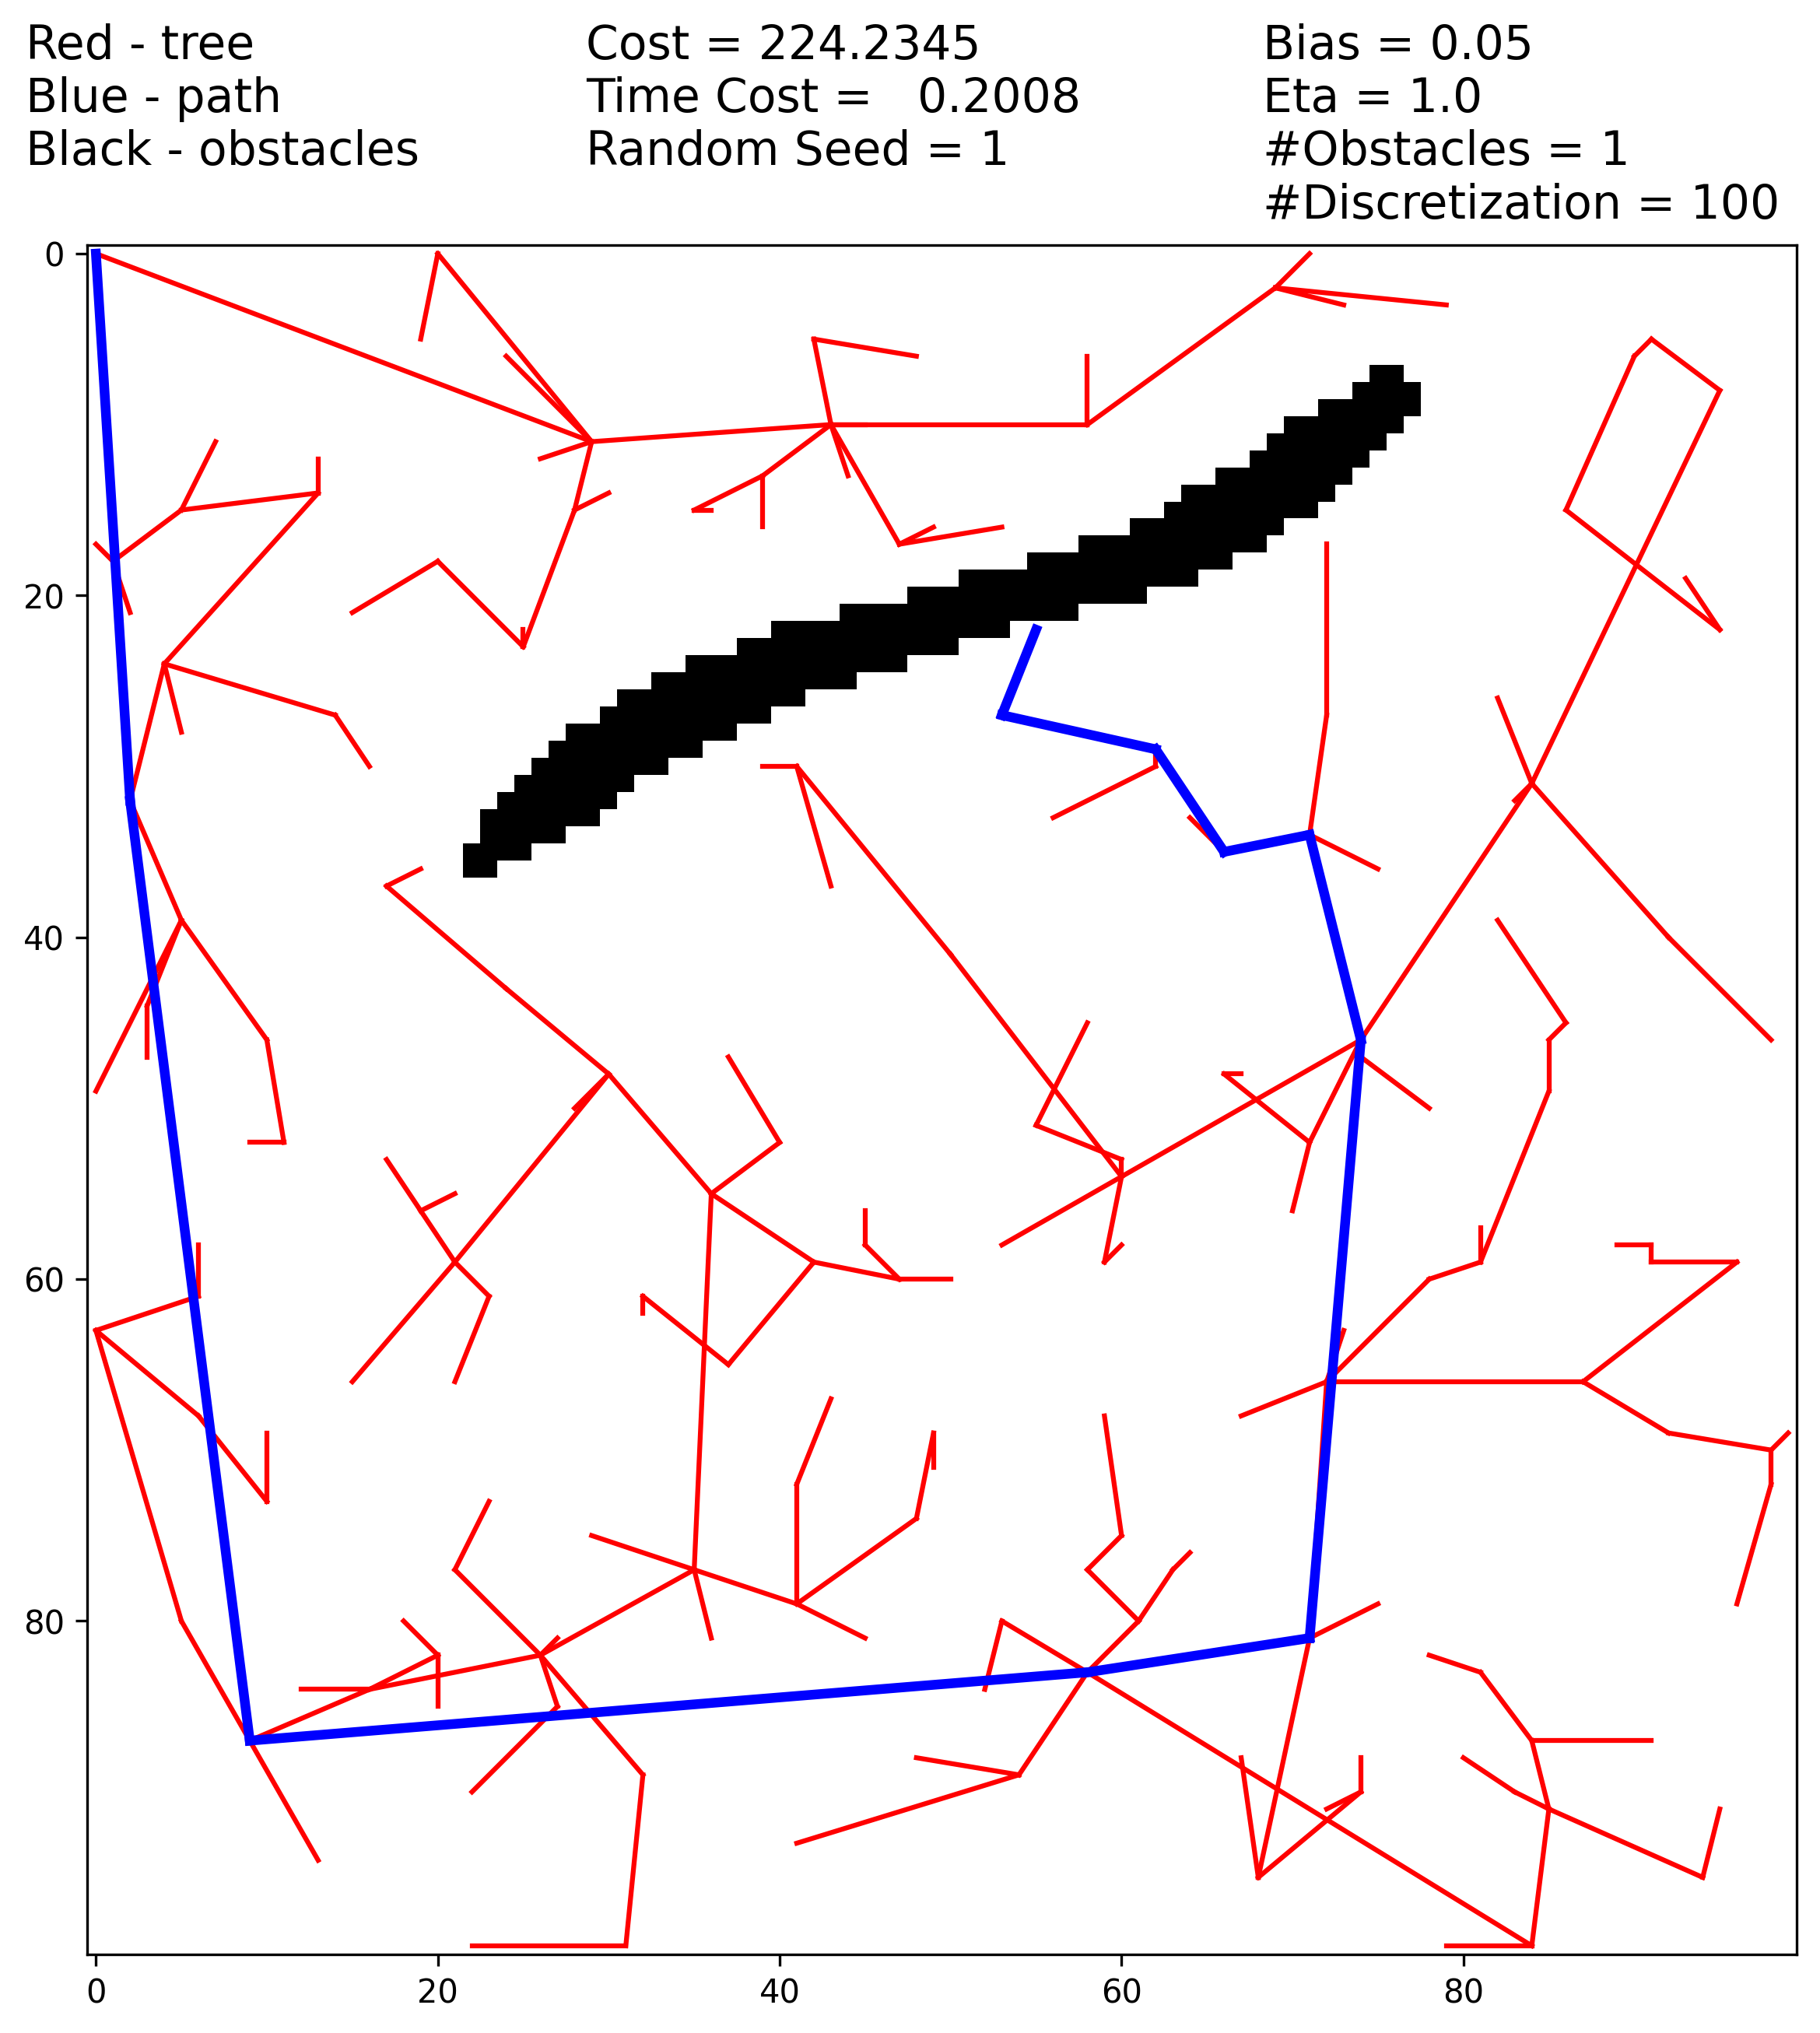 Red - tree
Blue - path
Black - obstacles
Cost = 224.2345
Time Cost = 0.2008
Random Seed = 1
Bias = 0.05
Eta = 1.0
#Obstacles = 1
#Discretization = 100
0
20
40
60
80
0 20 40 60 80